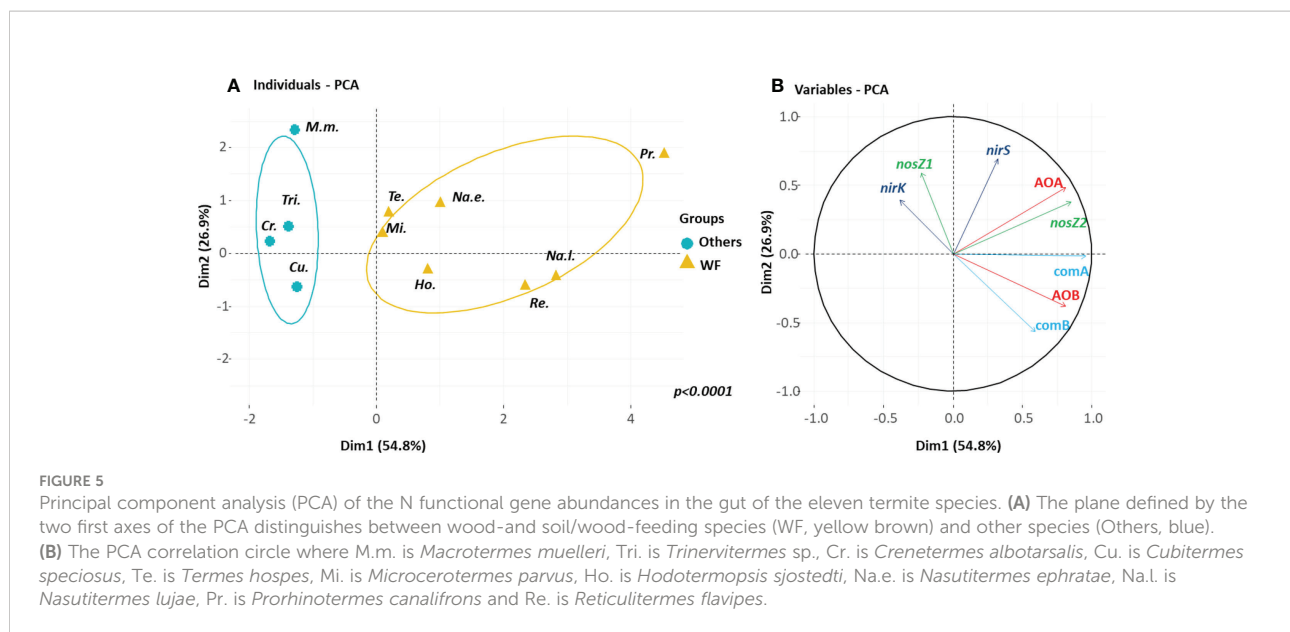 A Individuals - PCA
M.m.
2
Pr.
Dim2 (26.9%)
1
Tri.
Te.
Na.e.
Cr.
Mi.
0
Cu.
Ho.
Na.l.
Re.
-1
-2
p<0.0001
-2
0
2
4
Dim1 (54.8%)
Groups
Others
WF
B Variables - PCA
1.0
nirS
nosZ1
AOA
0.5
nirK
nosZ2
Dim2 (26.9%)
0.0
comA
AOB
-0.5
comB
-1.0
-1.0
-0.5
0.0
0.5
1.0
Dim1 (54.8%)
FIGURE 5
Principal component analysis (PCA) of the N functional gene abundances in the gut of the eleven termite species. (A) The plane defined by the
two first axes of the PCA distinguishes between wood-and soil/wood-feeding species (WF, yellow brown) and other species (Others, blue).
(B) The PCA correlation circle where M.m. is Macrotermes muelleri, Tri. is Trinervitermes sp., Cr. is Crenetermes albotarsalis, Cu. is Cubitermes
speciosus, Te. is Termes hospes, Mi. is Microcerotermes parvus, Ho. is Hodotermopsis sjostedti, Na.e. is Nasutitermes ephratae, Na.l. is
Nasutitermes lujae, Pr. is Prorhinotermes canalifrons and Re. is Reticulitermes flavipes.